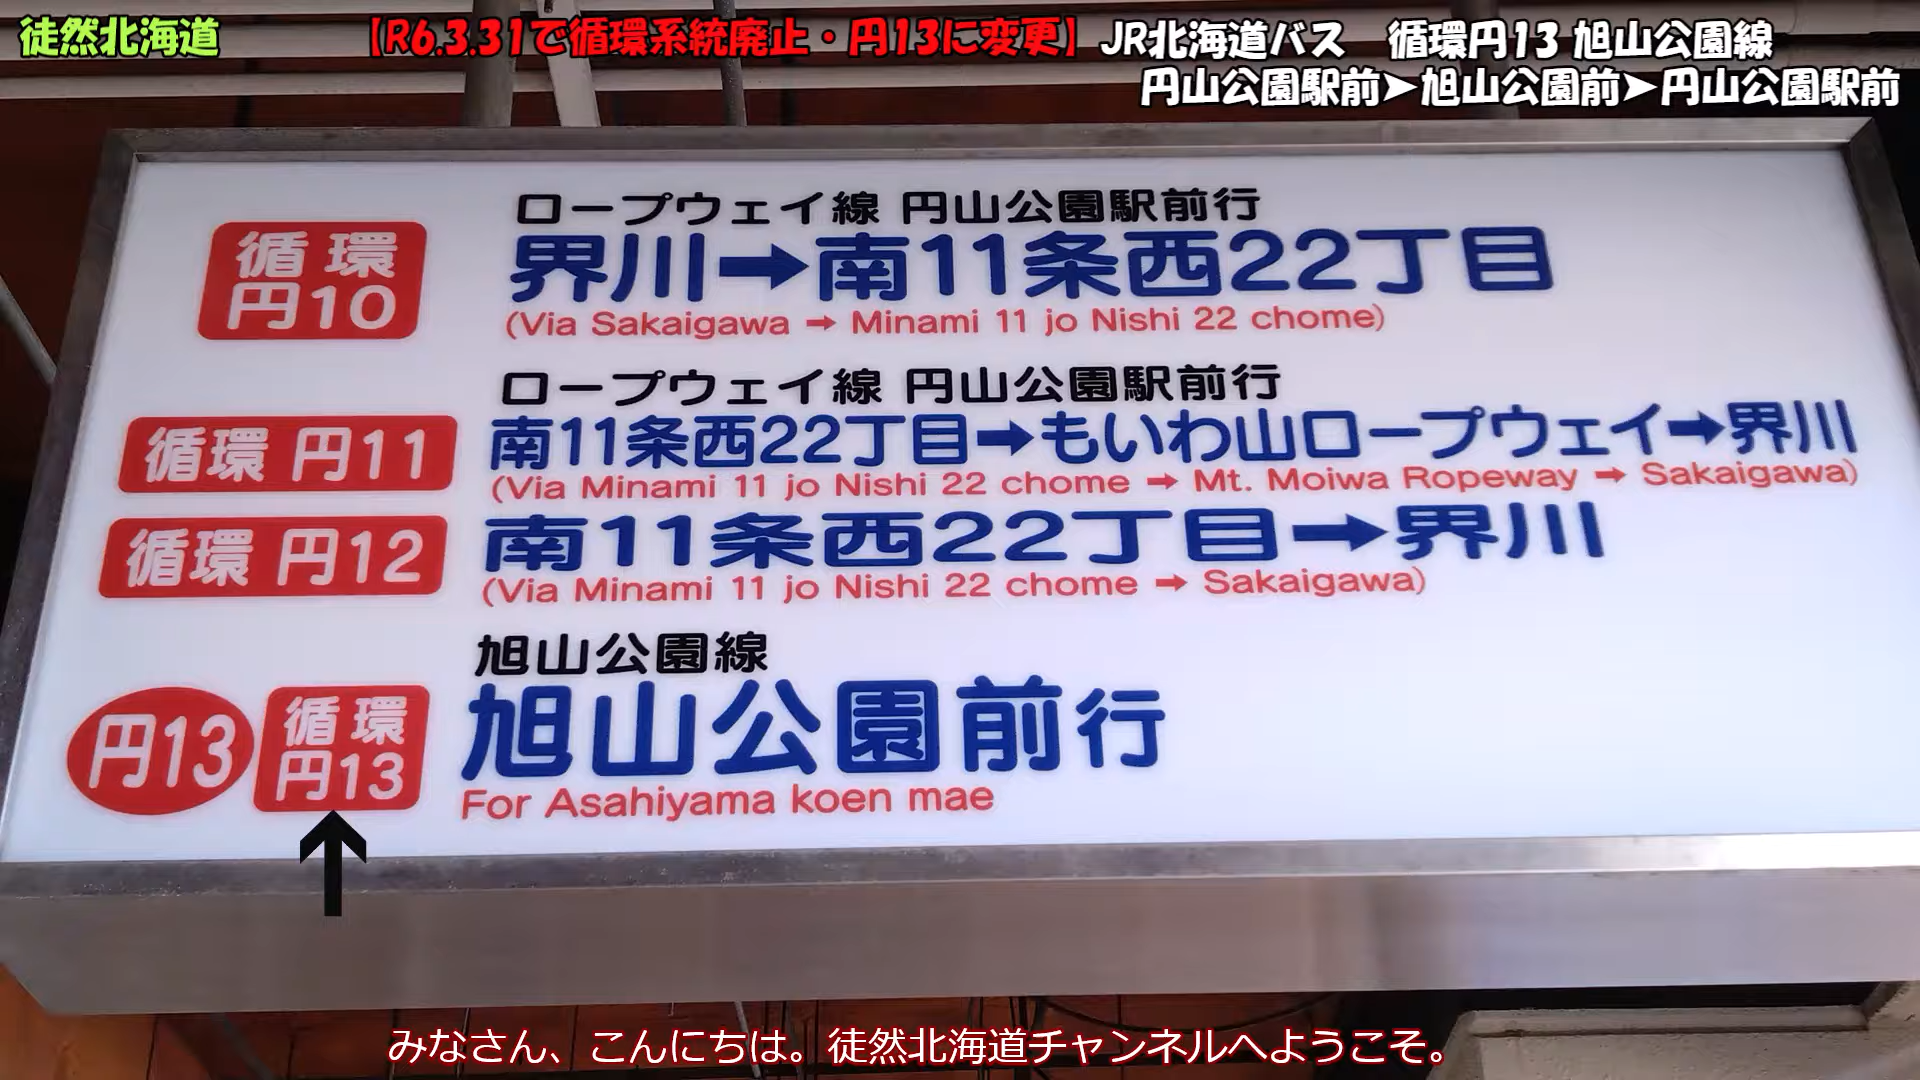 徒然北海道
【R6.3.31で循環系統廃止・円13に変更】JR北海道バス　循環円13 旭山公園線
円山公園駅前➤旭山公園前➤円山公園駅前
循環
円10
ロープウェイ線 円山公園駅前行
界川➡南11条西22丁目
(Via Sakaigawa ➡ Minami 11 jo Nishi 22 chome)
ロープウェイ線 円山公園駅前行
循環 円11
南11条西22丁目➡もいわ山ロープウェイ➡界川
(Via Minami 11 jo Nishi 22 chome ➡ Mt. Moiwa Ropeway ➡ Sakaigawa)
循環 円12
南11条西22丁目➡界川
(Via Minami 11 jo Nishi 22 chome ➡ Sakaigawa)
旭山公園線
円13
循環
円13
旭山公園前行
For Asahiyama koen mae
みなさん、こんにちは。徒然北海道チャンネルへようこそ。